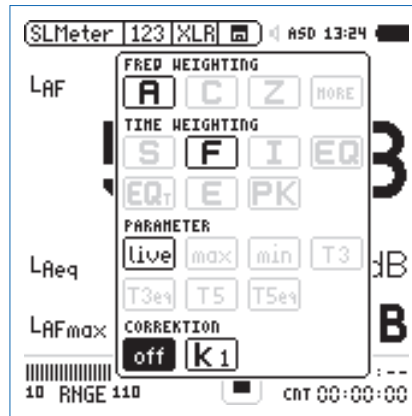 SLMeter 123 XLR ASD 13:24
LAF
FREQ WEIGHTING
A C Z MORE
TIME WEIGHTING
S F I EQ
EQT E PK
PARAMETER
live max min T3
T3eq T5 T5eq
LAeq dB
LAFmax
CORREKTION
off K1
10 RNGE 110 CNT 00:00:00